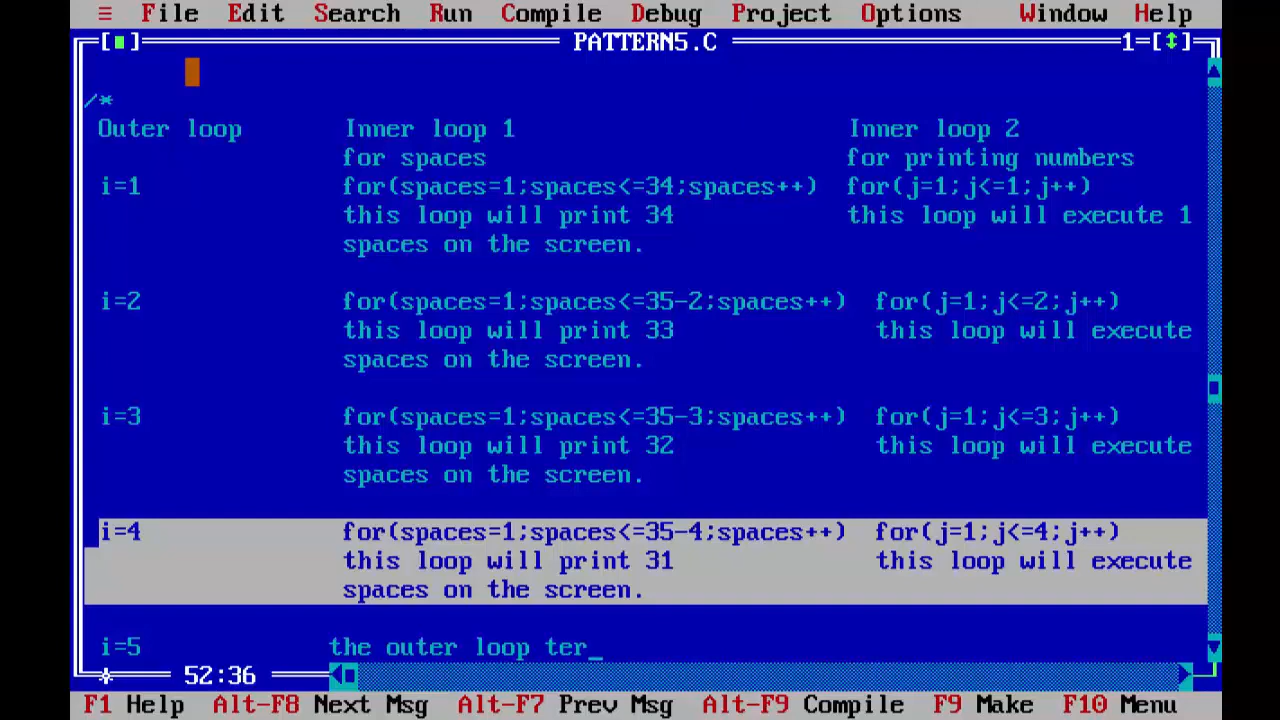 ≡ File Edit Search Run Compile Debug Project Options Window Help
[■] PATTERN5.C 1=[↕]
/*
Outer loop Inner loop 1 Inner loop 2
for spaces for printing numbers
i=1 for(spaces=1;spaces<=34;spaces++) for(j=1;j<=1;j++)
this loop will print 34 this loop will execute 1
spaces on the screen.
i=2 for(spaces=1;spaces<=35-2;spaces++) for(j=1;j<=2;j++)
this loop will print 33 this loop will execute
spaces on the screen.
i=3 for(spaces=1;spaces<=35-3;spaces++) for(j=1;j<=3;j++)
this loop will print 32 this loop will execute
spaces on the screen.
i=4 for(spaces=1;spaces<=35-4;spaces++) for(j=1;j<=4;j++)
this loop will print 31 this loop will execute
spaces on the screen.
i=5 the outer loop ter_
52:36
F1 Help Alt-F8 Next Msg Alt-F7 Prev Msg Alt-F9 Compile F9 Make F10 Menu